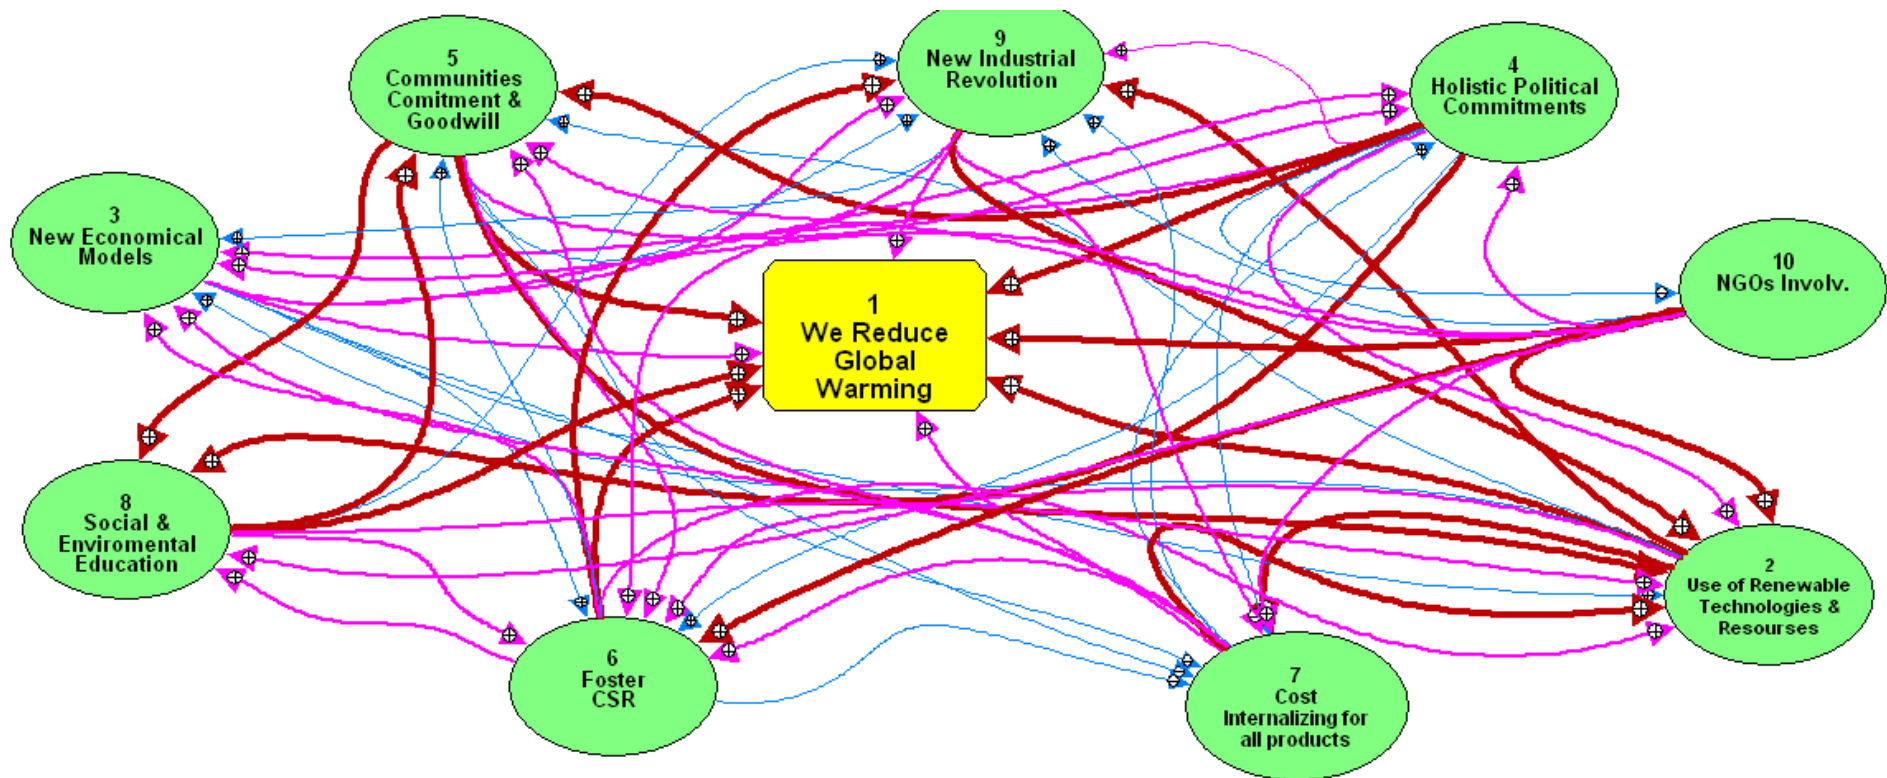 5
Communities
Comitment &
Goodwill
9
New Industrial
Revolution
4
Holistic Political
Commitments
3
New Economical
Models
10
NGOs Involv.
1
We Reduce
Global
Warming
8
Social &
Enviromental
Education
2
Use of Renewable
Technologies &
Resourses
6
Foster
CSR
7
Cost
Internalizing for
all products